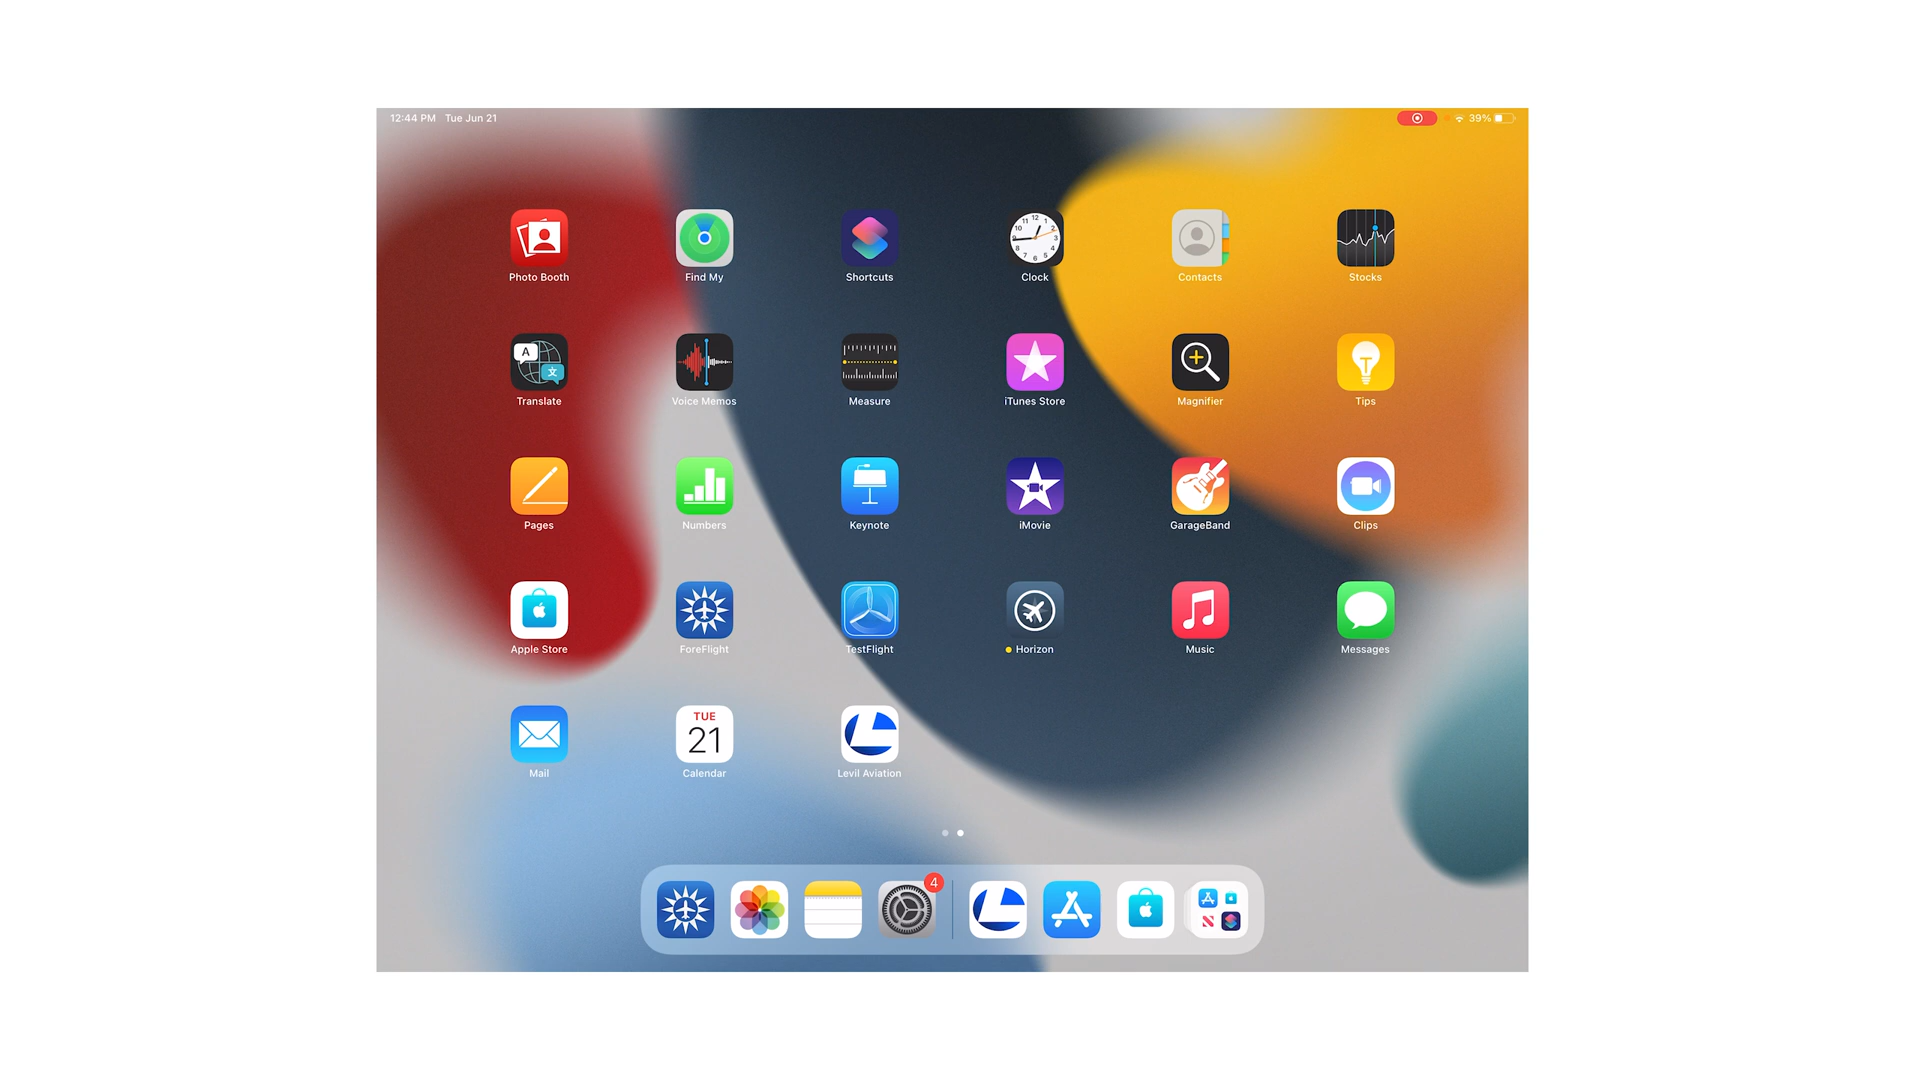 12:44 PM Tue Jun 21
39%
Photo Booth
Find My
Shortcuts
Clock
Contacts
Stocks
Translate
Voice Memos
Measure
iTunes Store
Magnifier
Tips
Pages
Numbers
Keynote
iMovie
GarageBand
Clips
Apple Store
ForeFlight
TestFlight
Horizon
Music
Messages
TUE
21
Mail
Calendar
Levil Aviation
4